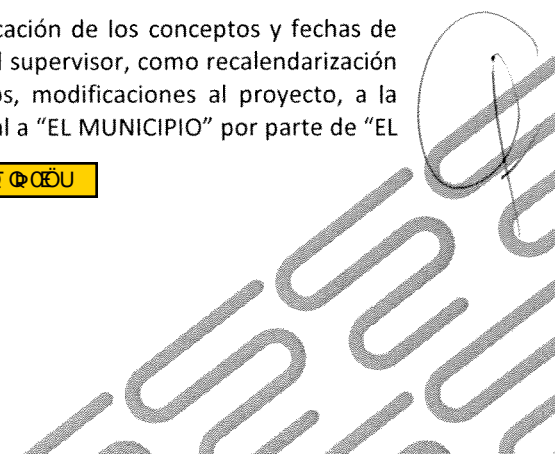 cación de los conceptos y fechas de
l supervisor, como recalendarización
os, modificaciones al proyecto, a la
al a “EL MUNICIPIO” por parte de “EL